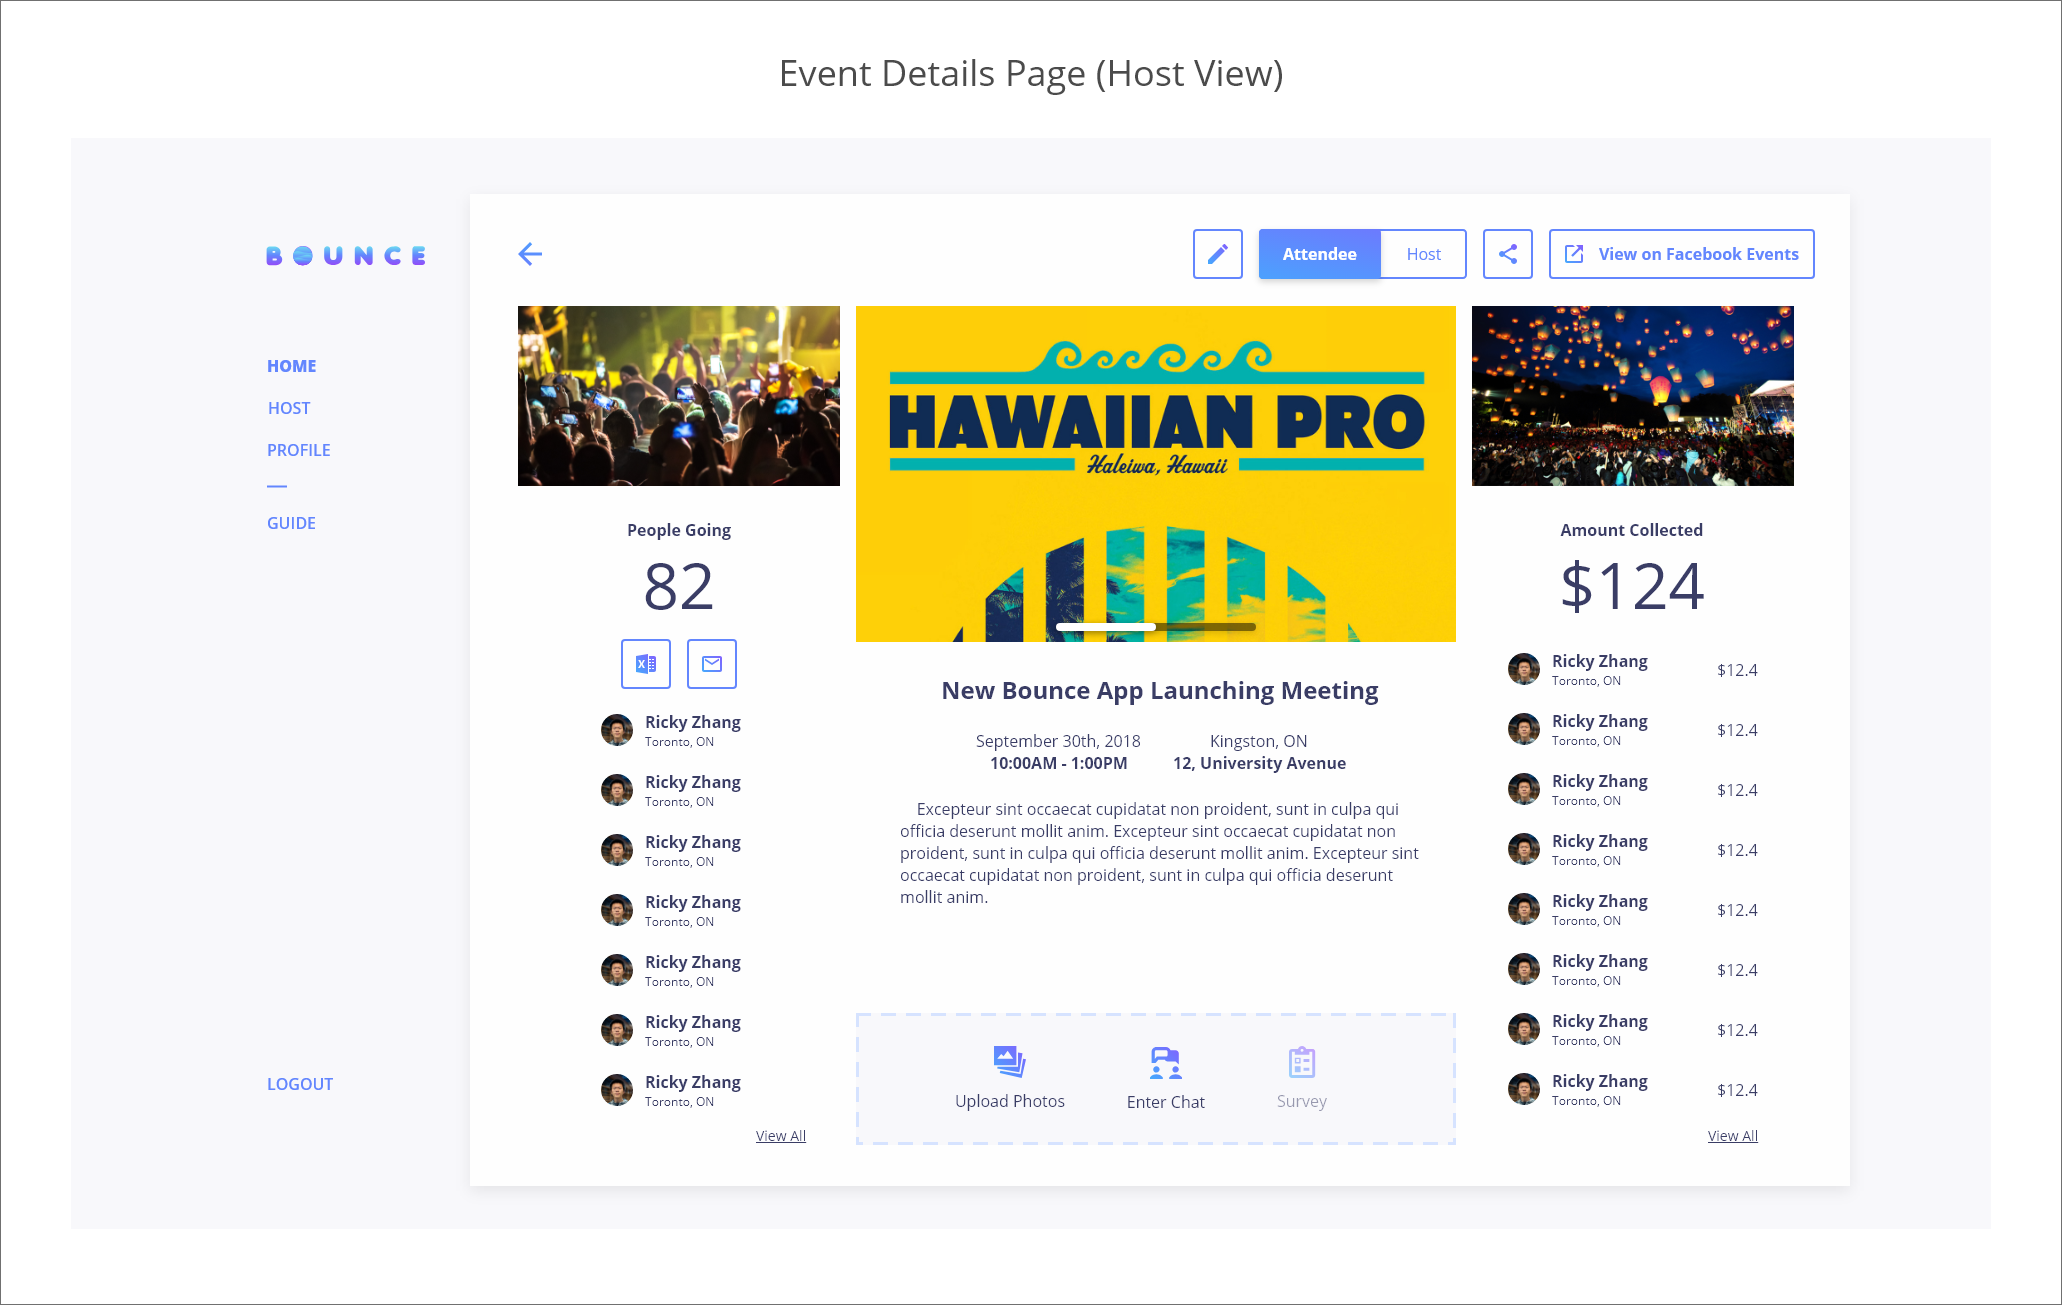 Event Details Page (Host View)
BOUNCE
HOME
HOST
PROFILE
GUIDE
LOGOUT
Attendee
Host
View on Facebook Events
People Going
82
X
Ricky Zhang
Toronto, ON
Ricky Zhang
Toronto, ON
Ricky Zhang
Toronto, ON
Ricky Zhang
Toronto, ON
Ricky Zhang
Toronto, ON
Ricky Zhang
Toronto, ON
Ricky Zhang
Toronto, ON
View All
HAWAIIAN PRO
Haleiwa, Hawaii
New Bounce App Launching Meeting
September 30th, 2018
10:00AM - 1:00PM
Kingston, ON
12, University Avenue
Excepteur sint occaecat cupidatat non proident, sunt in culpa qui
officia deserunt mollit anim. Excepteur sint occaecat cupidatat non
proident, sunt in culpa qui officia deserunt mollit anim. Excepteur sint
occaecat cupidatat non proident, sunt in culpa qui officia deserunt
mollit anim.
Upload Photos
Enter Chat
Survey
Amount Collected
$124
Ricky Zhang
Toronto, ON
$12.4
Ricky Zhang
Toronto, ON
$12.4
Ricky Zhang
Toronto, ON
$12.4
Ricky Zhang
Toronto, ON
$12.4
Ricky Zhang
Toronto, ON
$12.4
Ricky Zhang
Toronto, ON
$12.4
Ricky Zhang
Toronto, ON
$12.4
Ricky Zhang
Toronto, ON
$12.4
View All